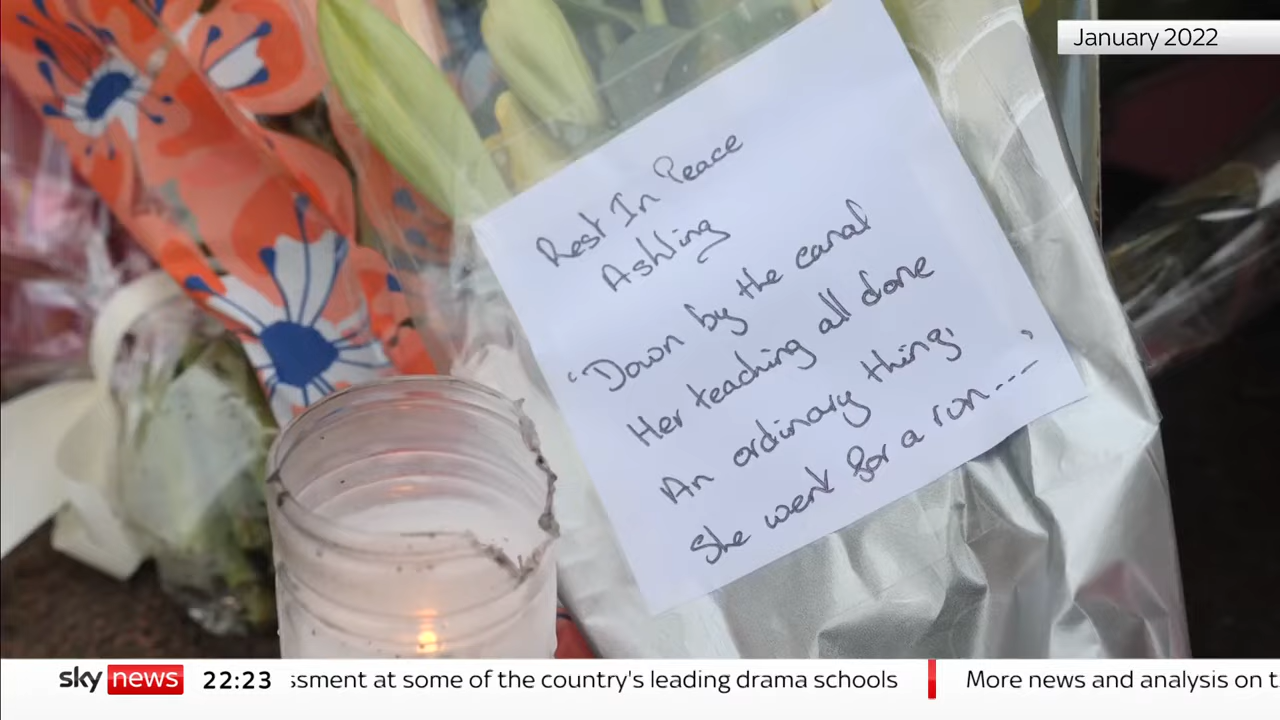 January 2022
Rest In Peace
Ashling
'Down by the canal
Her teaching all done
An ordinary thing'
She went for a run---'
sky news 22:23 ssment at some of the country's leading drama schools More news and analysis on t